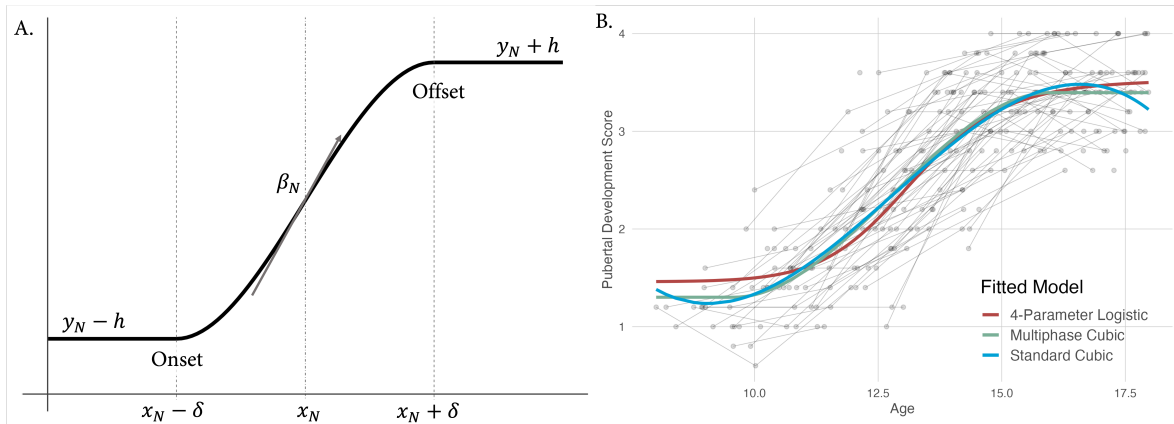 A.
y_N + h
Offset
β_N
y_N − h
Onset
x_N − δ
x_N
x_N + δ
B.
4
3
2
1
Pubertal Development Score
Fitted Model
4-Parameter Logistic
Multiphase Cubic
Standard Cubic
10.0
12.5
15.0
17.5
Age